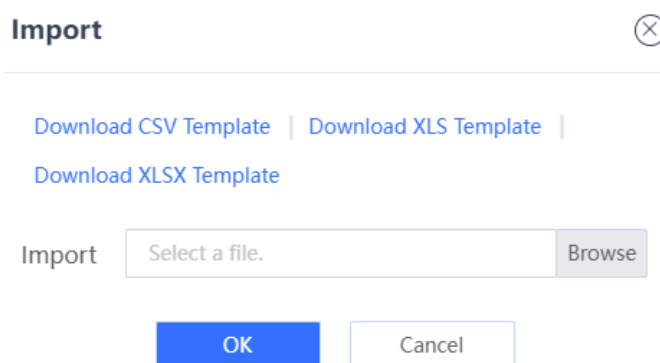 Import
Download CSV Template | Download XLS Template |
Download XLSX Template
Import Select a file. Browse
OK Cancel